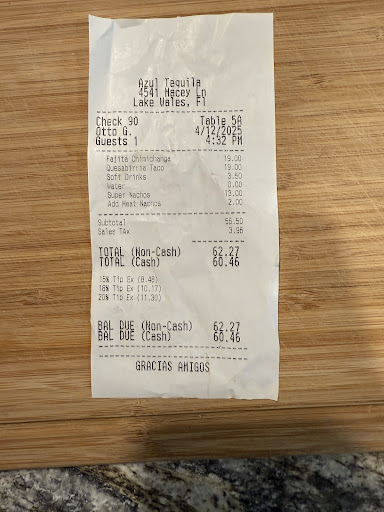 Azul Tequila
4541 Hacey Ln
Lake Wales, Fl
Check 90 Table 5A
Otto G. 4/12/2025
Guests 1 4:32 PM
Fajita Chimichanga 19.00
Quesabirria Taco 19.00
Soft Drinks 3.50
Water 0.00
Super Nachos 13.00
Add Meat Nachos 2.00
Subtotal 56.50
Sales TAx 3.96
TOTAL (Non-Cash) 62.27
TOTAL (Cash) 60.46
15% Tip Ex (8.48)
18% Tip Ex (10.17)
20% Tip Ex (11.30)
BAL DUE (Non-Cash) 62.27
BAL DUE (Cash) 60.46
GRACIAS AMIGOS